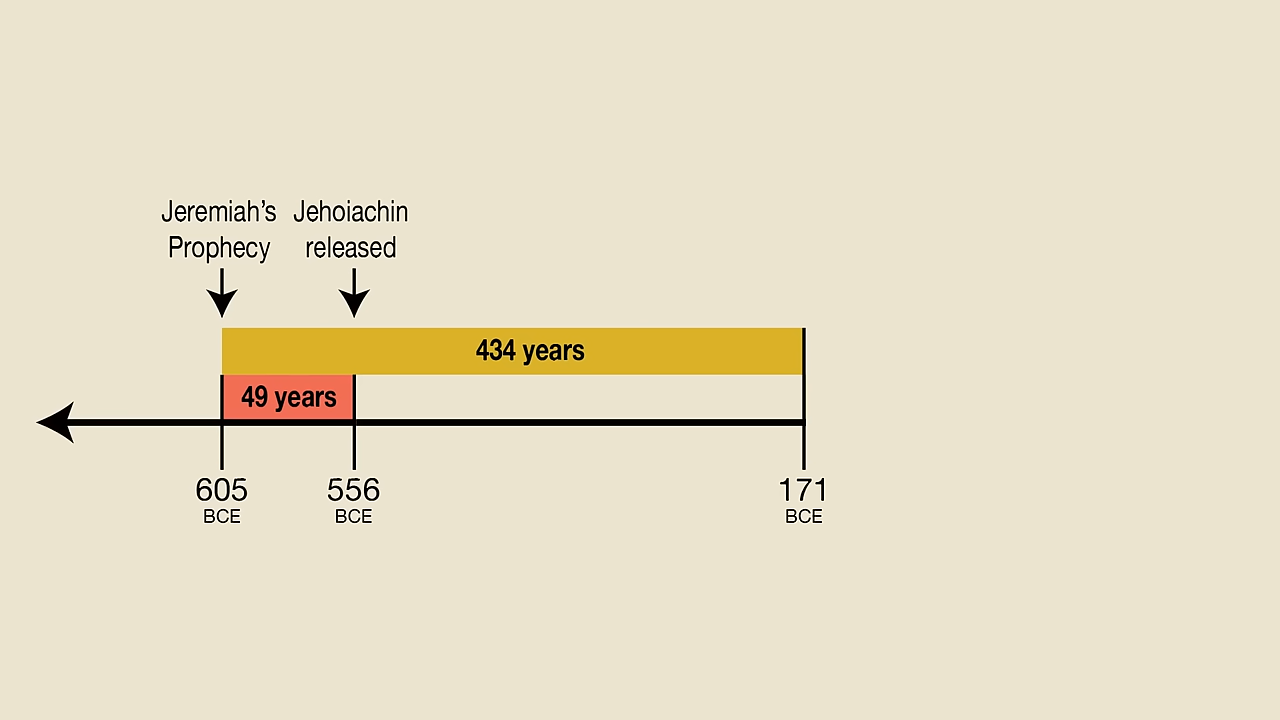 Jeremiah's
Prophecy
Jehoiachin
released
434 years
49 years
605
BCE
556
BCE
171
BCE